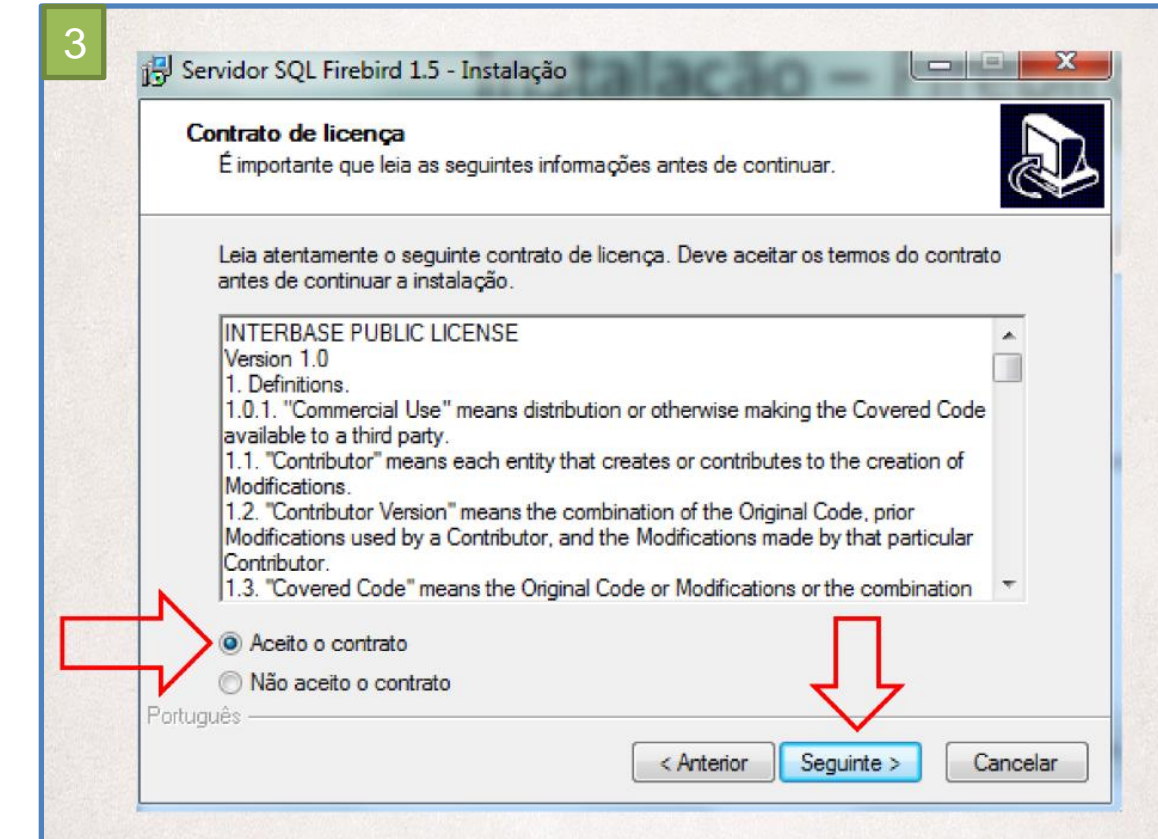 3
Servidor SQL Firebird 1.5 - Instalação
Contrato de licença
É importante que leia as seguintes informações antes de continuar.
Leia atentamente o seguinte contrato de licença. Deve aceitar os termos do contrato
antes de continuar a instalação.
INTERBASE PUBLIC LICENSE
Version 1.0
1. Definitions.
1.0.1. "Commercial Use" means distribution or otherwise making the Covered Code
available to a third party.
1.1. "Contributor" means each entity that creates or contributes to the creation of
Modifications.
1.2. "Contributor Version" means the combination of the Original Code, prior
Modifications used by a Contributor, and the Modifications made by that particular
Contributor.
1.3. "Covered Code" means the Original Code or Modifications or the combination
Aceito o contrato
Não aceito o contrato
Português
< Anterior
Seguinte >
Cancelar